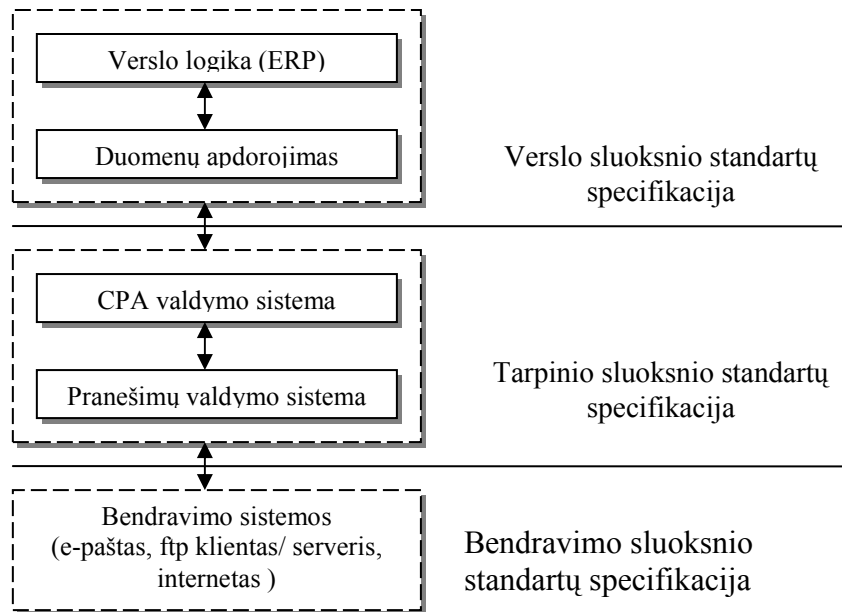 Verslo logika (ERP)
Duomenų apdorojimas
Verslo sluoksnio standartų
specifikacija
CPA valdymo sistema
Pranešimų valdymo sistema
Tarpinio sluoksnio standartų
specifikacija
Bendravimo sistemos
(e-paštas, ftp klientas/ serveris,
internetas )
Bendravimo sluoksnio
standartų specifikacija